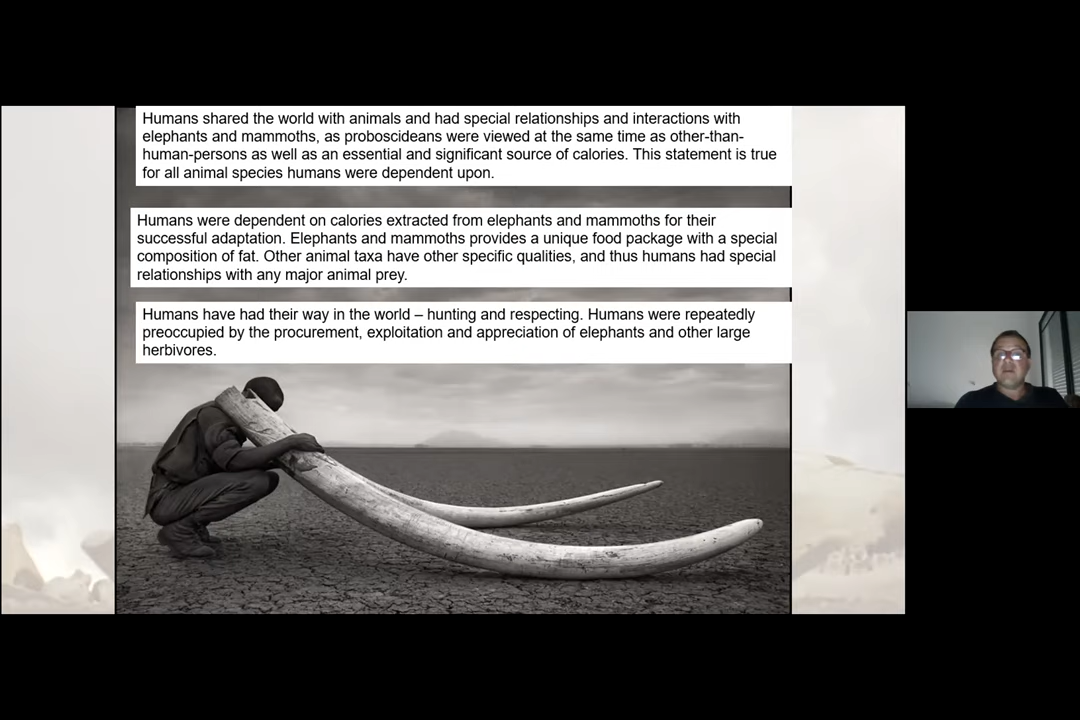 Humans shared the world with animals and had special relationships and interactions with
elephants and mammoths, as proboscideans were viewed at the same time as other-than-
human-persons as well as an essential and significant source of calories. This statement is true
for all animal species humans were dependent upon.
Humans were dependent on calories extracted from elephants and mammoths for their
successful adaptation. Elephants and mammoths provides a unique food package with a special
composition of fat. Other animal taxa have other specific qualities, and thus humans had special
relationships with any major animal prey.
Humans have had their way in the world – hunting and respecting. Humans were repeatedly
preoccupied by the procurement, exploitation and appreciation of elephants and other large
herbivores.